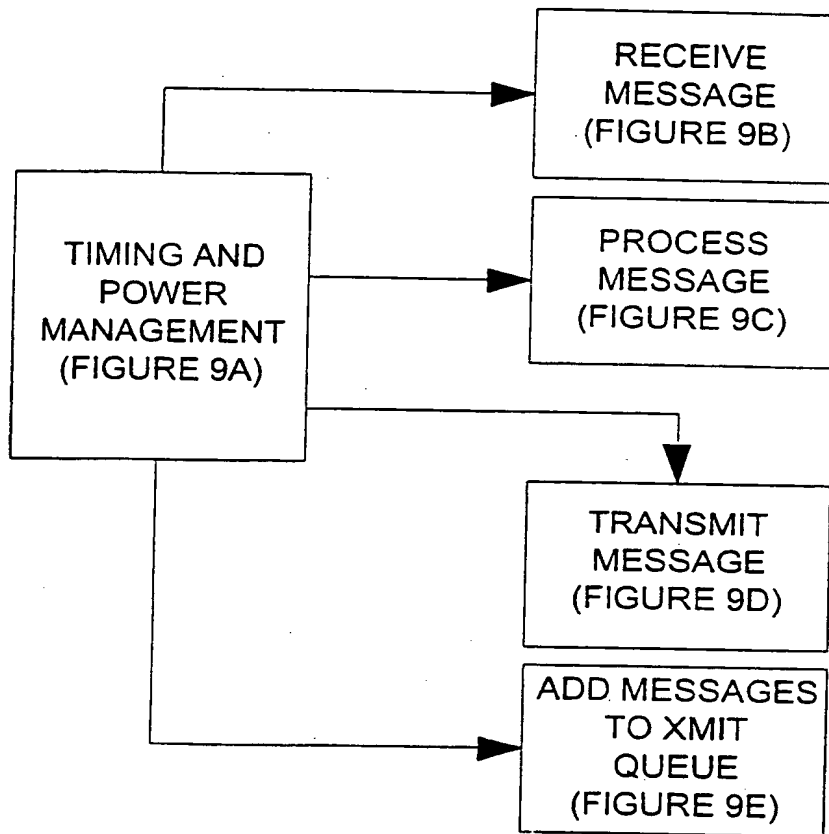 RECEIVE
MESSAGE
(FIGURE 9B)
TIMING AND
POWER
MANAGEMENT
(FIGURE 9A)
PROCESS
MESSAGE
(FIGURE 9C)
TRANSMIT
MESSAGE
(FIGURE 9D)
ADD MESSAGES
TO XMIT
QUEUE
(FIGURE 9E)